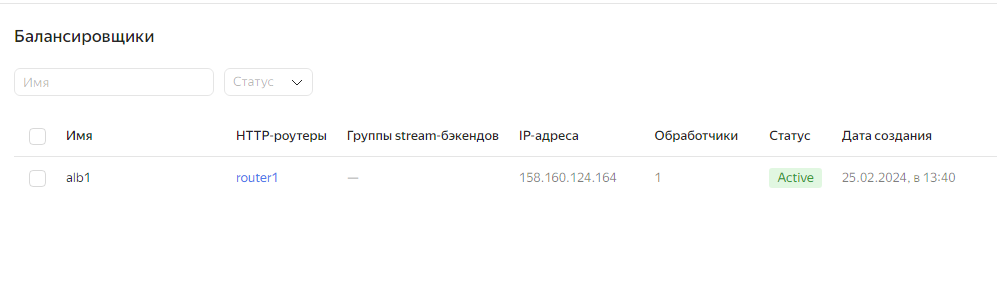 Балансировщики
Имя Статус
Имя HTTP-роутеры Группы stream-бэкендов IP-адреса Обработчики Статус Дата создания
alb1 router1 — 158.160.124.164 1 Active 25.02.2024, в 13:40